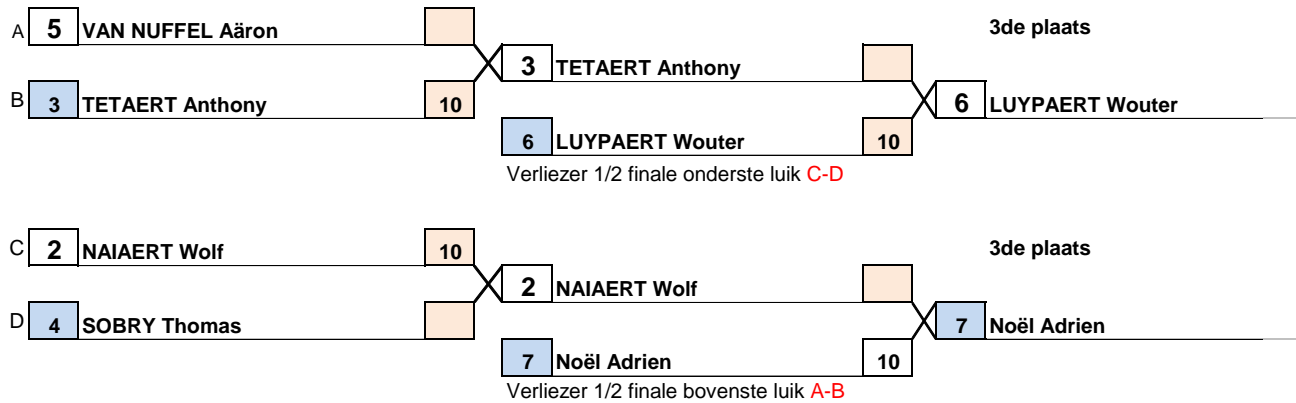 A 5 VAN NUFFEL Aäron 3de plaats
3 TETAERT Anthony
B 3 TETAERT Anthony 10 6 LUYPAERT Wouter
6 LUYPAERT Wouter 10
Verliezer 1/2 finale onderste luik C-D
C 2 NAIAERT Wolf 10 3de plaats
2 NAIAERT Wolf
D 4 SOBRY Thomas 7 Noël Adrien
7 Noël Adrien 10
Verliezer 1/2 finale bovenste luik A-B